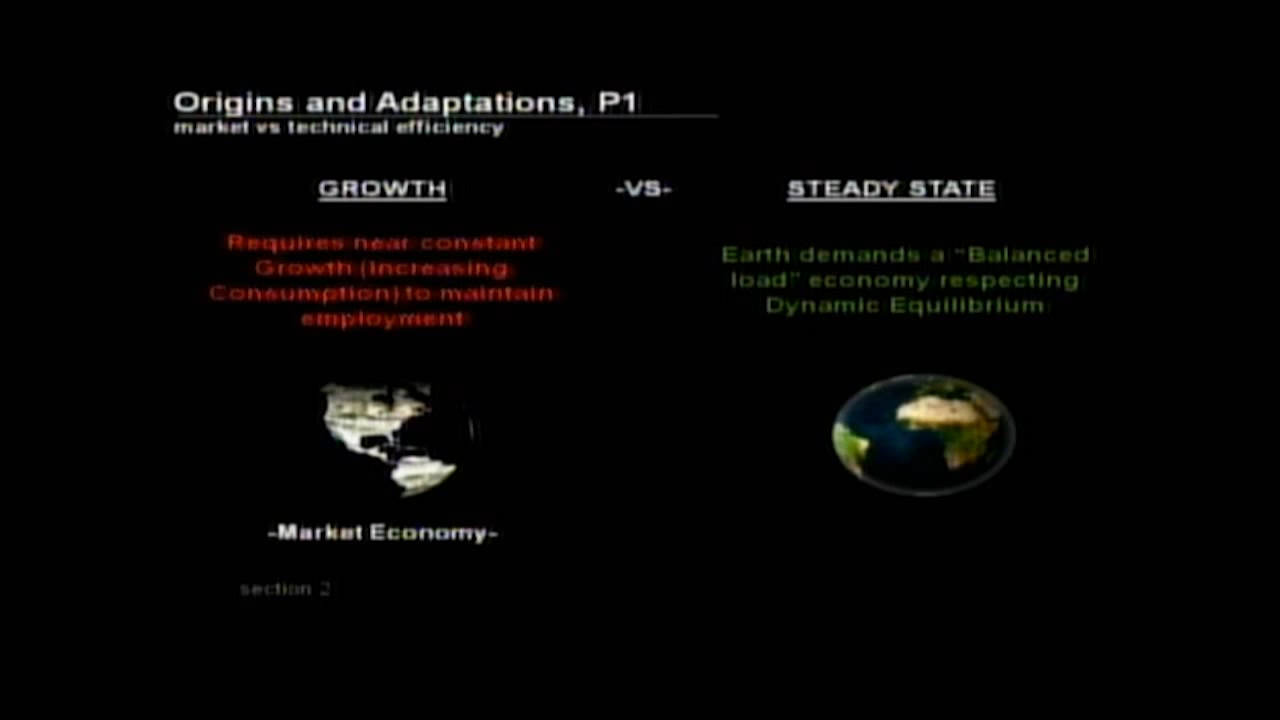 Origins and Adaptations, P1
market vs technical efficiency
GROWTH
-VS-
STEADY STATE
Requires near constant
Growth (Increasing
Consumption) to maintain
employment
Earth demands a "Balanced
load" economy respecting
Dynamic Equilibrium
-Market Economy-
section 2